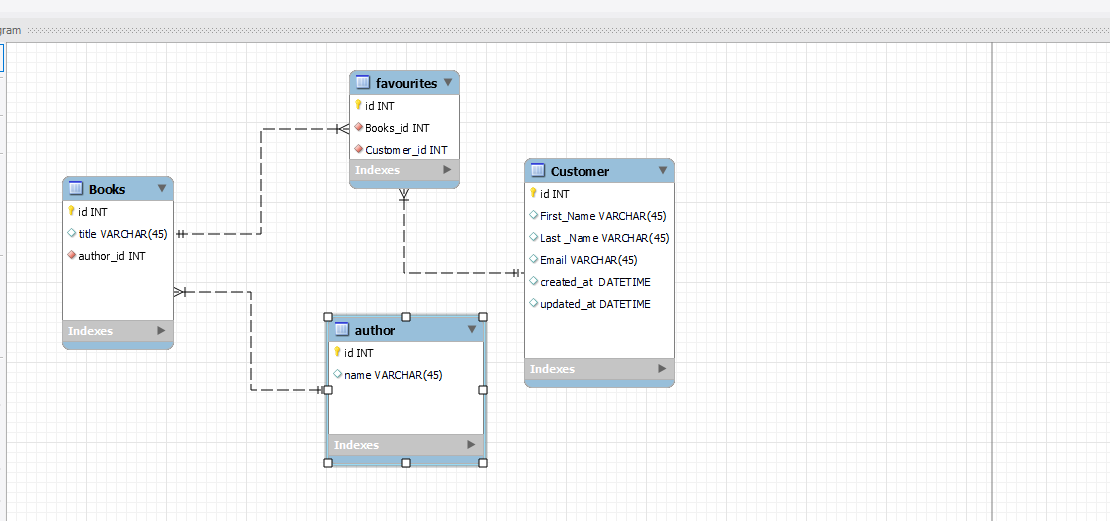 gram
favourites
id INT
Books_id INT
Customer_id INT
Indexes
Books
id INT
title VARCHAR(45)
author_id INT
Indexes
Customer
id INT
First_Name VARCHAR(45)
Last _Name VARCHAR(45)
Email VARCHAR(45)
created_at DATETIME
updated_at DATETIME
Indexes
author
id INT
name VARCHAR(45)
Indexes